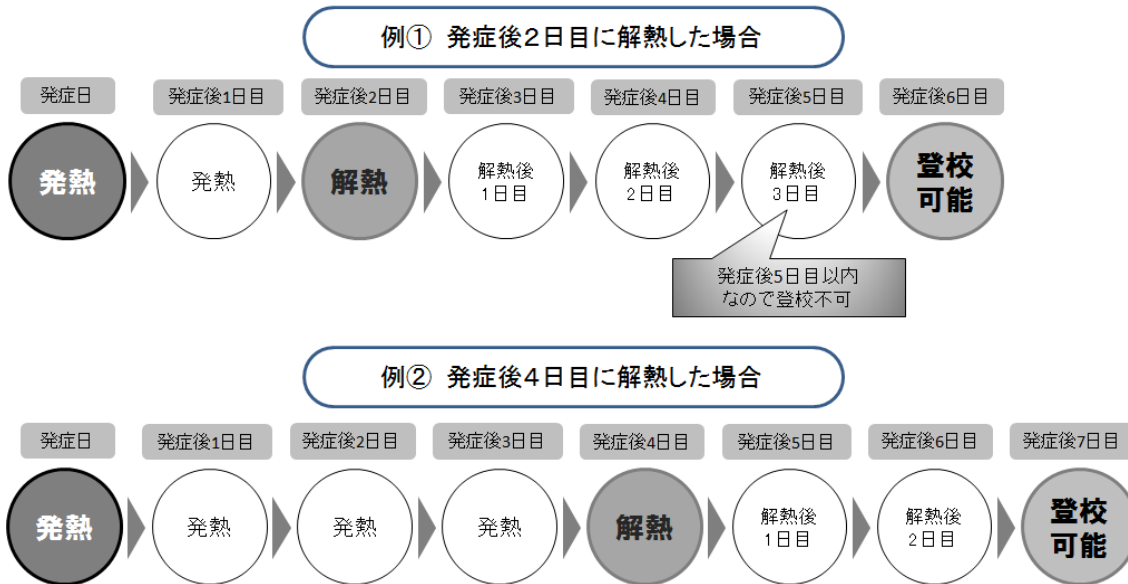 例① 発症後2日目に解熱した場合
発症日 発症後1日目 発症後2日目 発症後3日目 発症後4日目 発症後5日目 発症後6日目
発熱
発熱
解熱
解熱後
1日目
解熱後
2日目
解熱後
3日目
登校
可能
発症後5日目以内
なので登校不可
例② 発症後4日目に解熱した場合
発症日 発症後1日目 発症後2日目 発症後3日目 発症後4日目 発症後5日目 発症後6日目 発症後7日目
発熱
発熱
発熱
発熱
解熱
解熱後
1日目
解熱後
2日目
登校
可能